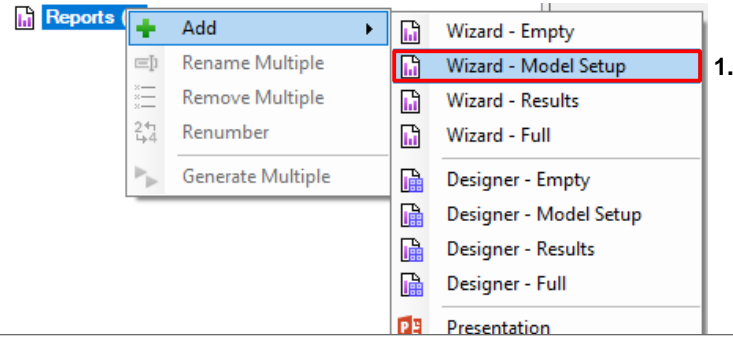 Reports (
Add
Rename Multiple
Remove Multiple
Renumber
Generate Multiple
Wizard - Empty
Wizard - Model Setup
1.
Wizard - Results
Wizard - Full
Designer - Empty
Designer - Model Setup
Designer - Results
Designer - Full
Presentation